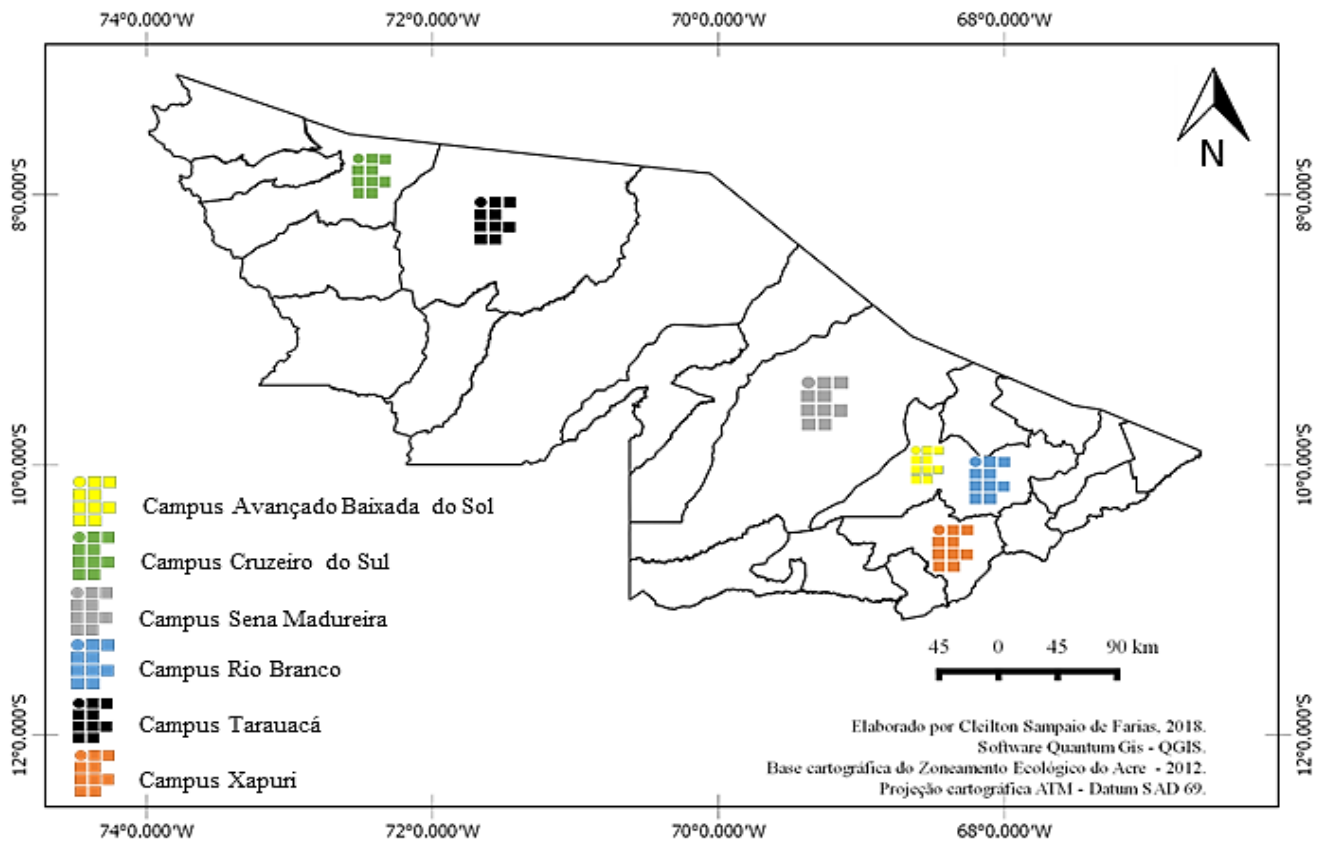 74°0.000"W 72°0.000"W 70°0.000"W 68°0.000"W
N
8°0.000"S 8°0.000"S
10°0.000"S 10°0.000"S
Campus Avançado Baixada do Sol
Campus Cruzeiro do Sul
Campus Sena Madureira
Campus Rio Branco
Campus Tarauacá
Campus Xapuri
45 0 45 90 km
Elaborado por Cleilton Sampaio de Farias, 2018.
Software Quantum Gis - QGIS.
Base cartográfica do Zoneamento Ecológico do Acre - 2012.
Projeção cartográfica ATM - Datum SAD 69.
12°0.000"S 12°0.000"S
74°0.000"W 72°0.000"W 70°0.000"W 68°0.000"W